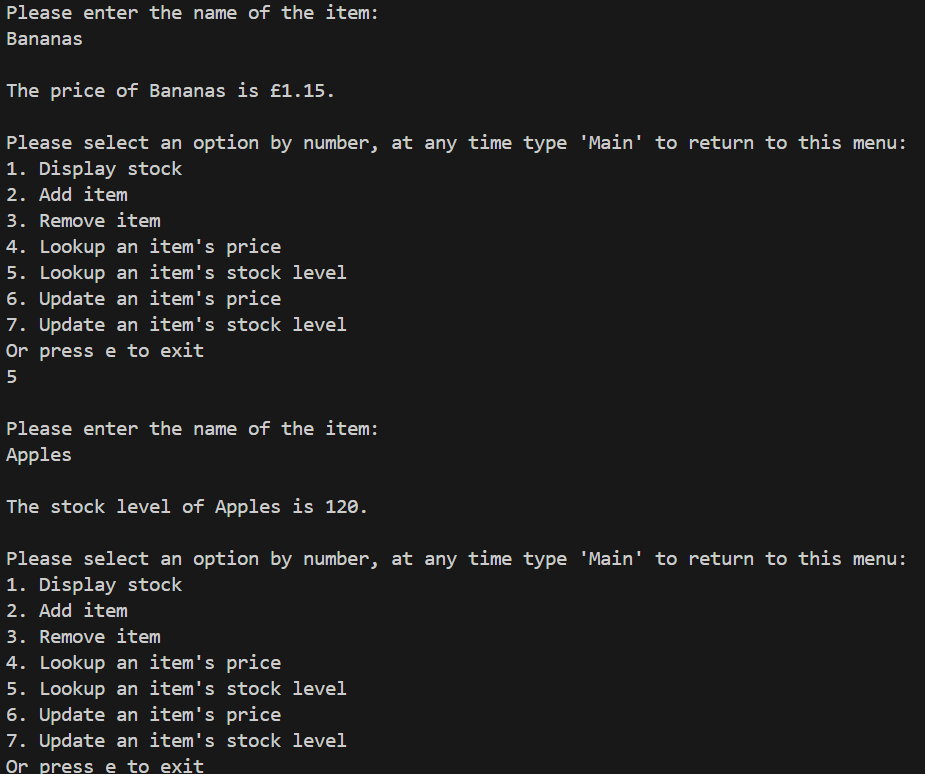 Please enter the name of the item:
Bananas
The price of Bananas is £1.15.
Please select an option by number, at any time type 'Main' to return to this menu:
1. Display stock
2. Add item
3. Remove item
4. Lookup an item's price
5. Lookup an item's stock level
6. Update an item's price
7. Update an item's stock level
Or press e to exit
5
Please enter the name of the item:
Apples
The stock level of Apples is 120.
Please select an option by number, at any time type 'Main' to return to this menu:
1. Display stock
2. Add item
3. Remove item
4. Lookup an item's price
5. Lookup an item's stock level
6. Update an item's price
7. Update an item's stock level
Or press e to exit